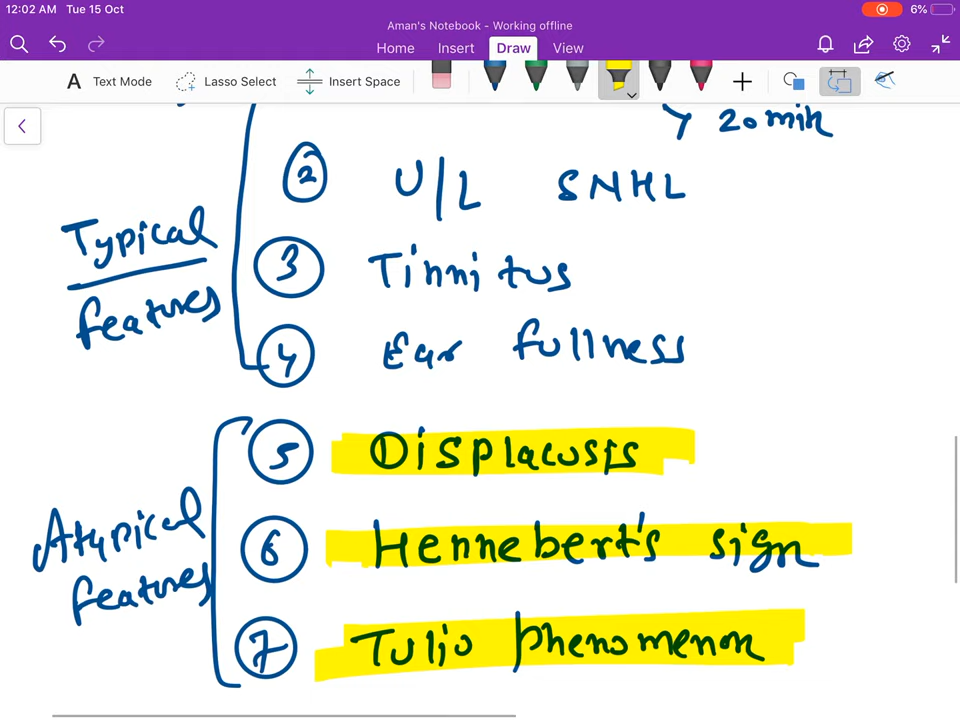 12:02 AM Tue 15 Oct 6%
Aman's Notebook - Working offline
Home Insert Draw View
A Text Mode Lasso Select Insert Space
> 20 min
2 U/L SNHL
Typical features
3 Tinnitus
4 Ear fullness
5 Displacusis
Atypical features
6 Hennebert's sign
7 Tulio phenomenon